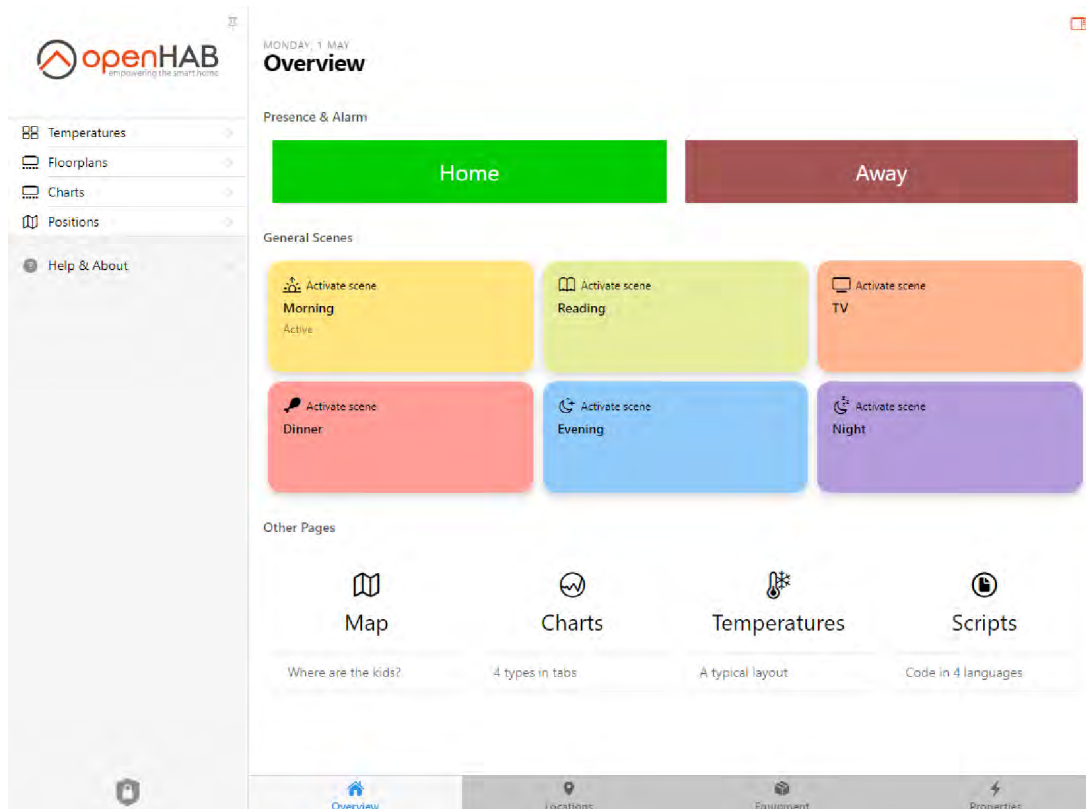 openHAB
empowering the smart home
Temperatures
Floorplans
Charts
Positions
Help & About
MONDAY, 1 MAY
Overview
Presence & Alarm
Home
Away
General Scenes
Activate scene
Morning
Active
Activate scene
Reading
Activate scene
TV
Activate scene
Dinner
Activate scene
Evening
Activate scene
Night
Other Pages
Map
Where are the kids?
Charts
4 types in tabs
Temperatures
A typical layout
Scripts
Code in 4 languages
Overview
Locations
Equipment
Properties